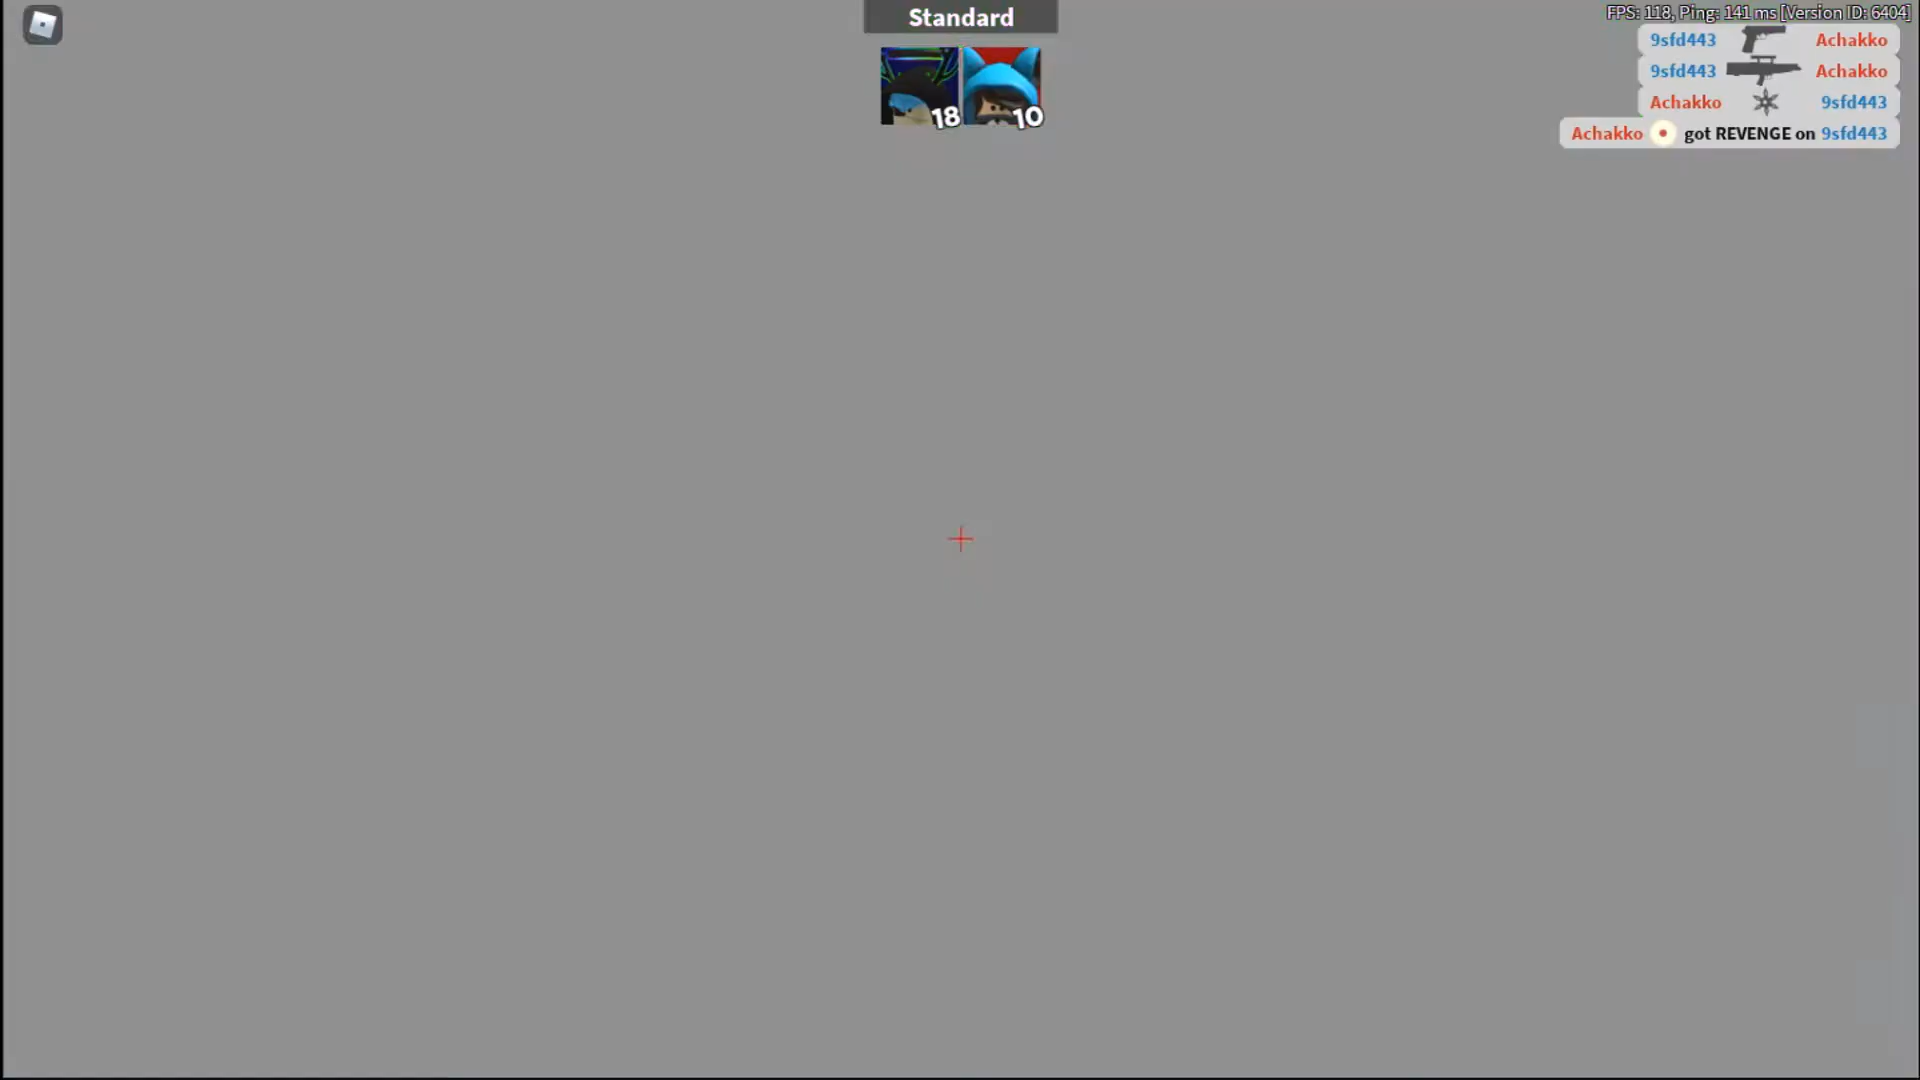 Standard
FPS: 118, Ping: 141 ms [Version ID: 6404]
18 10
9sfd443 Achakko
9sfd443 Achakko
Achakko 9sfd443
Achakko got REVENGE on 9sfd443